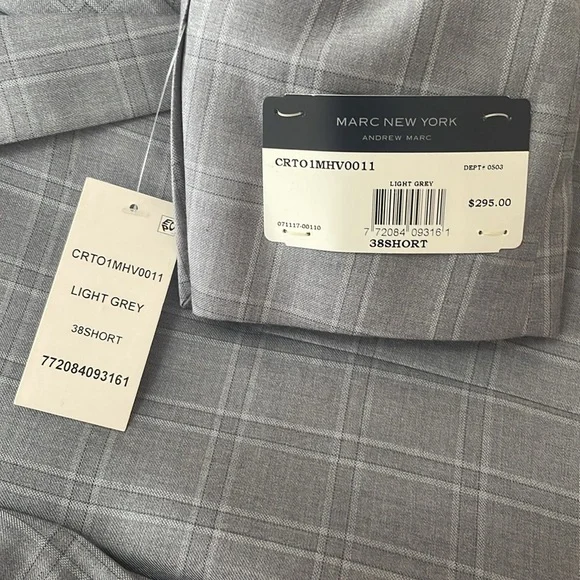 MARC NEW YORK
ANDREW MARC
CRTO1MHV0011
DEPT# 0503
LIGHT GREY
$295.00
071117-00110
7 72084 09316 1
38SHORT
CRTO1MHV0011
LIGHT GREY
38SHORT
772084093161